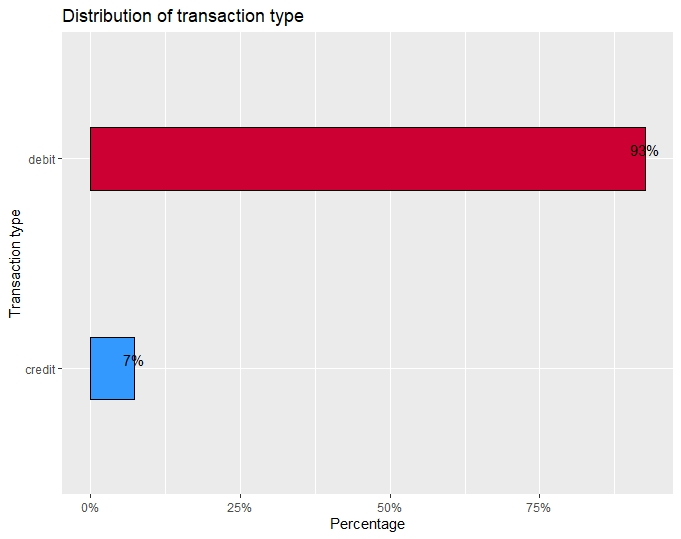 Distribution of transaction type
Transaction type
debit
93%
credit
7%
0% 25% 50% 75%
Percentage